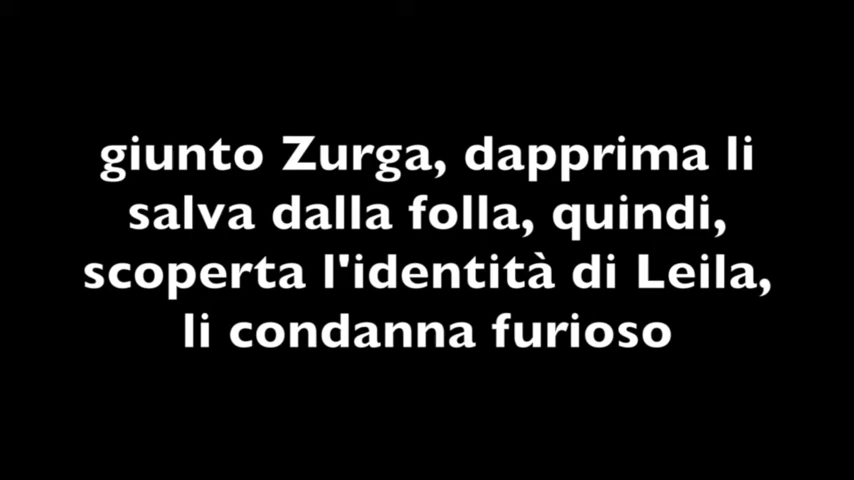 giunto Zurga, dapprima li
salva dalla folla, quindi,
scoperta l'identità di Leila,
li condanna furioso